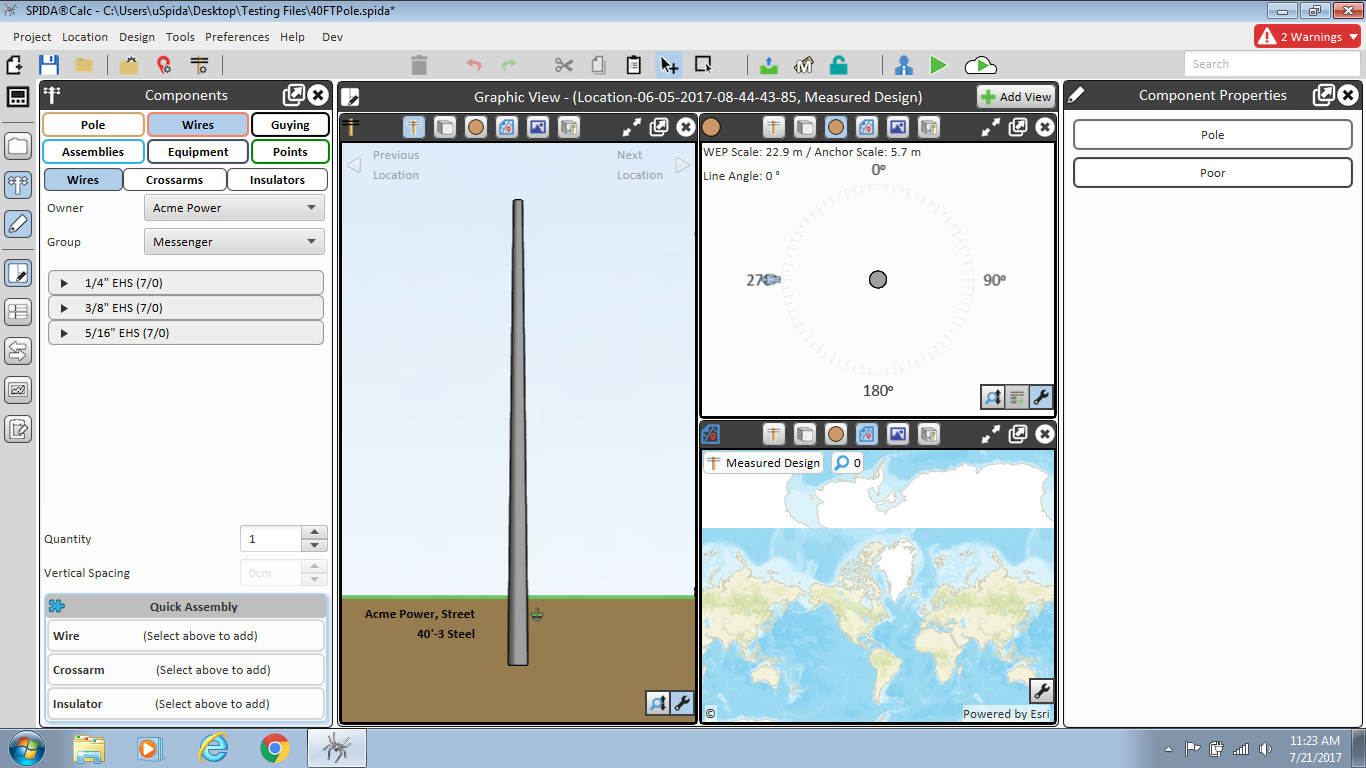 SPIDA®Calc - C:\Users\uSpida\Desktop\Testing Files\40FTPole.spida*
Project Location Design Tools Preferences Help Dev
2 Warnings
Search
Components
Pole Wires Guying
Assemblies Equipment Points
Wires Crossarms Insulators
Owner Acme Power
Group Messenger
1/4" EHS (7/0)
3/8" EHS (7/0)
5/16" EHS (7/0)
Quantity 1
Vertical Spacing 0cm
Quick Assembly
Wire (Select above to add)
Crossarm (Select above to add)
Insulator (Select above to add)
Graphic View - (Location-06-05-2017-08-44-43-85, Measured Design)
Add View
Previous
Location
Next
Location
Acme Power, Street
40'-3 Steel
WEP Scale: 22.9 m / Anchor Scale: 5.7 m
Line Angle: 0 °
0º
90º
180º
Measured Design 0
© Powered by Esri
Component Properties
Pole
Poor
11:23 AM
7/21/2017